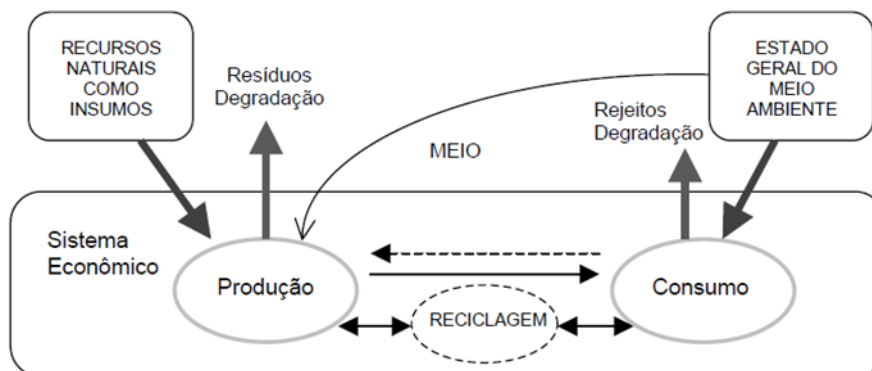 RECURSOS
NATURAIS
COMO
INSUMOS
Resíduos
Degradação
MEIO
Rejeitos
Degradação
ESTADO
GERAL DO
MEIO
AMBIENTE
Sistema
Econômico
Produção
RECICLAGEM
Consumo